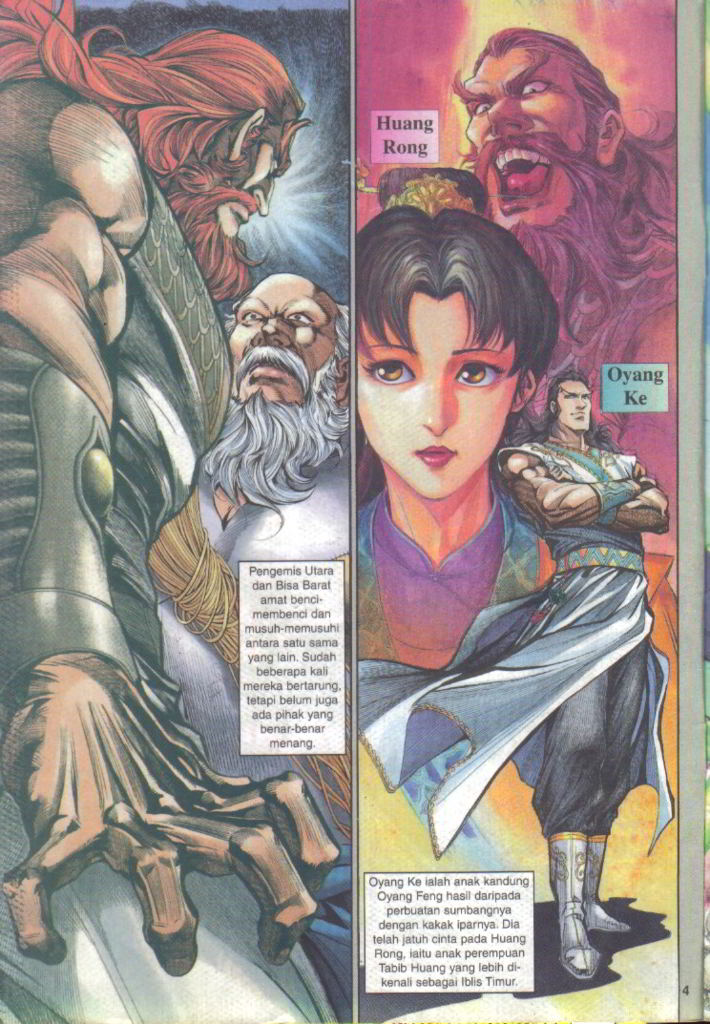 Pengemis Utara
dan Bisa Barat
amat benci-
membenci dan
musuh-memusuhi
antara satu sama
yang lain. Sudah
beberapa kali
mereka bertarung,
tetapi belum juga
ada pihak yang
benar-benar
menang.
Huang
Rong
Oyang
Ke
Oyang Ke ialah anak kandung
Oyang Feng hasil daripada
perbuatan sumbangnya
dengan kakak iparnya. Dia
telah jatuh cinta pada Huang
Rong, iaitu anak perempuan
Tabib Huang yang lebih di-
kenali sebagai Iblis Timur.
4